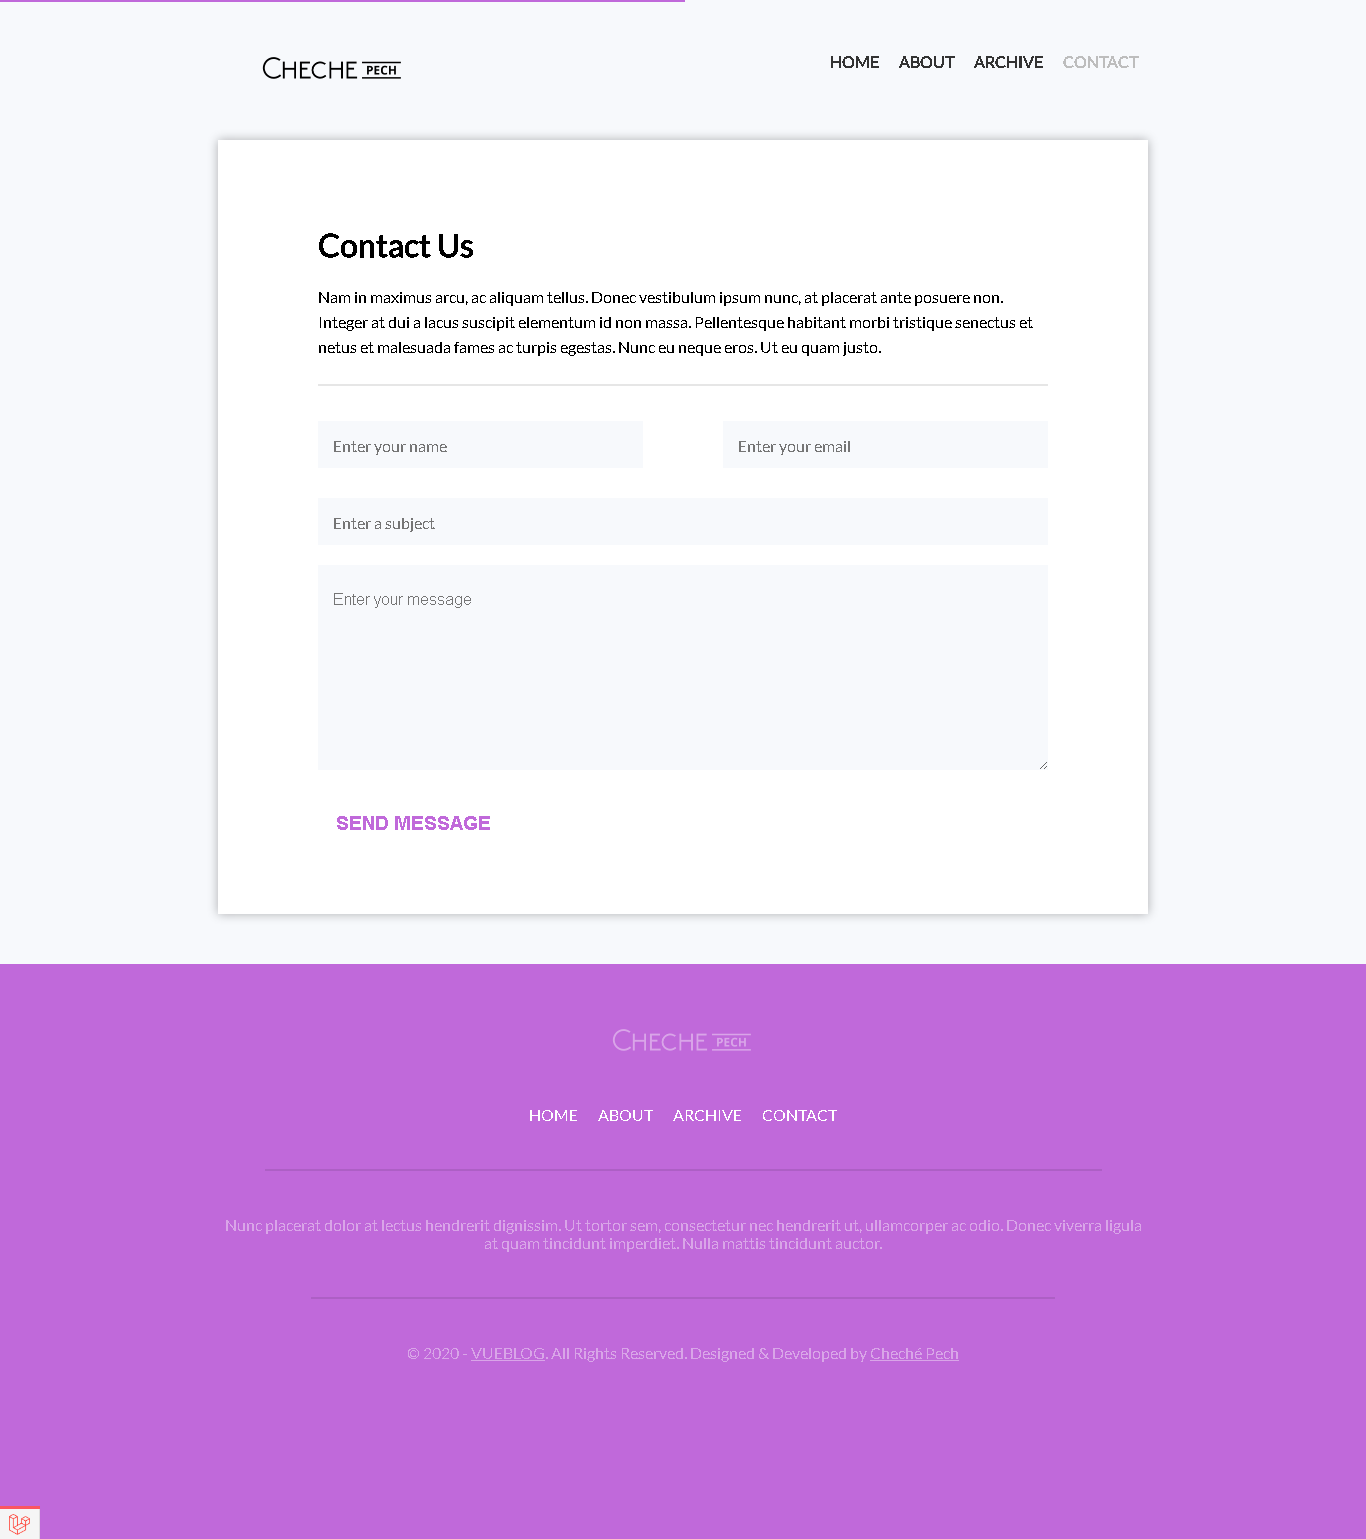 CHECHE PECH
HOME ABOUT ARCHIVE CONTACT
Contact Us
Nam in maximus arcu, ac aliquam tellus. Donec vestibulum ipsum nunc, at placerat ante posuere non.
Integer at dui a lacus suscipit elementum id non massa. Pellentesque habitant morbi tristique senectus et
netus et malesuada fames ac turpis egestas. Nunc eu neque eros. Ut eu quam justo.
Enter your name Enter your email
Enter a subject
Enter your message
SEND MESSAGE
CHECHE PECH
HOME ABOUT ARCHIVE CONTACT
Nunc placerat dolor at lectus hendrerit dignissim. Ut tortor sem, consectetur nec hendrerit ut, ullamcorper ac odio. Donec viverra ligula
at quam tincidunt imperdiet. Nulla mattis tincidunt auctor.
© 2020 - VUEBLOG. All Rights Reserved. Designed & Developed by Cheché Pech